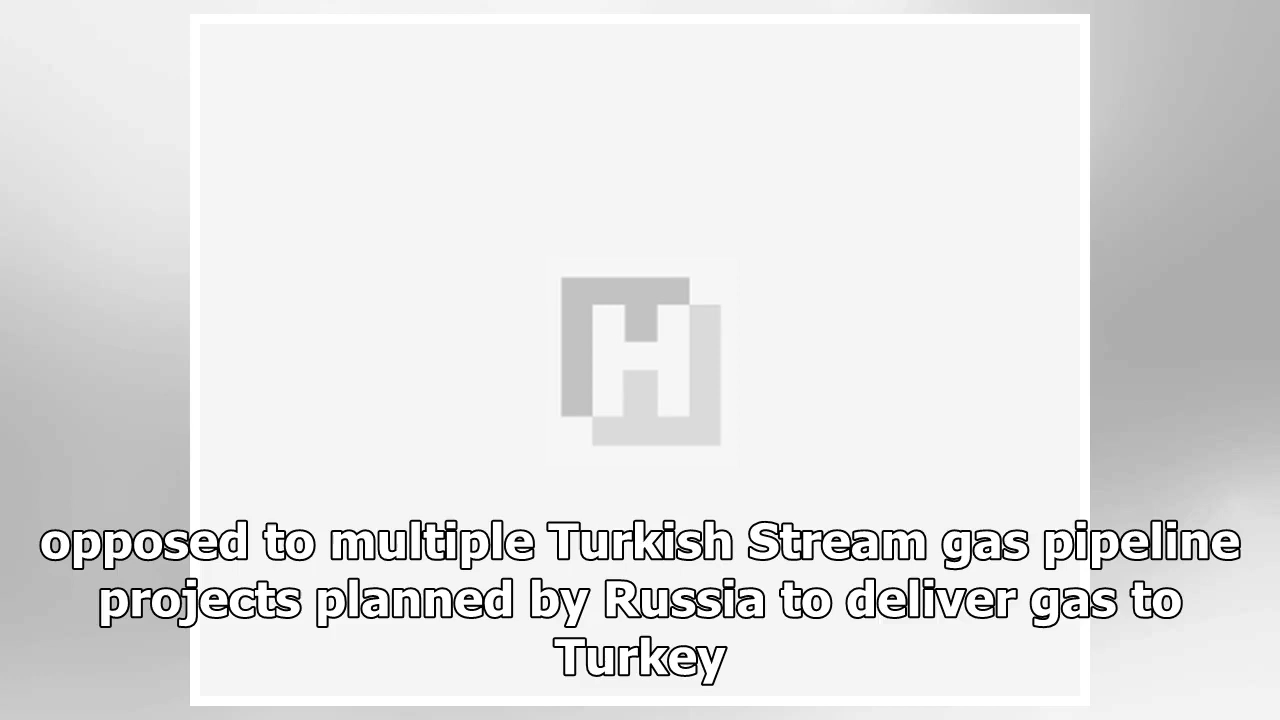 H
opposed to multiple Turkish Stream gas pipeline
projects planned by Russia to deliver gas to
Turkey